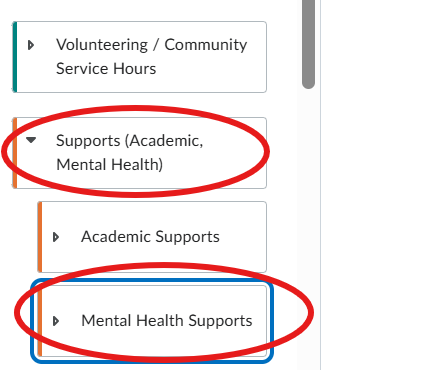 Volunteering / Community
Service Hours
Supports (Academic,
Mental Health)
Academic Supports
Mental Health Supports